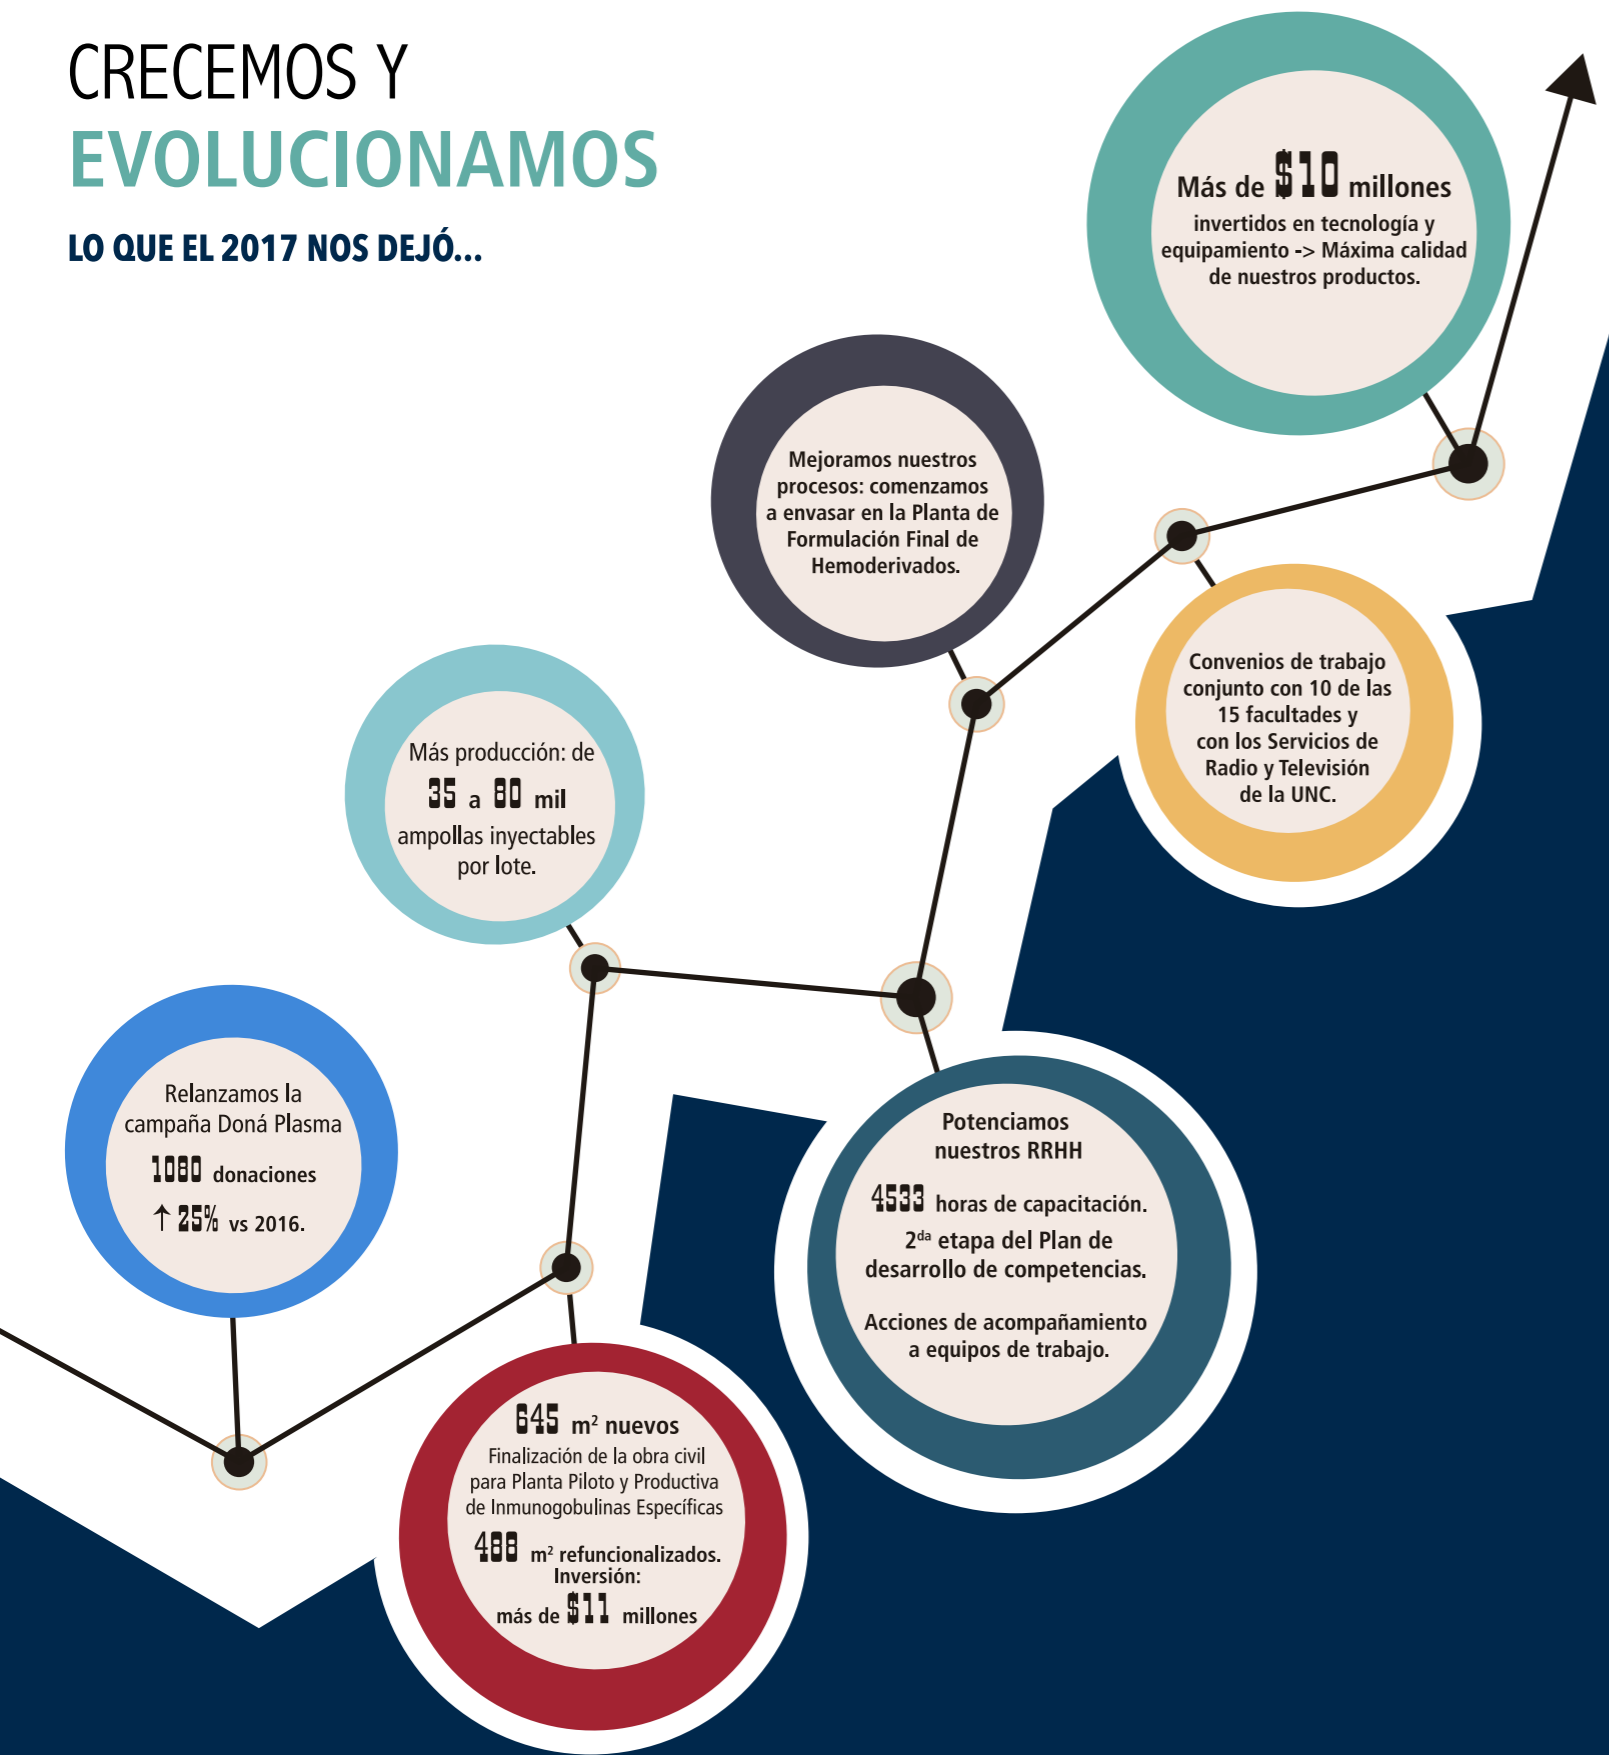 CRECEMOS Y
EVOLUCIONAMOS
LO QUE EL 2017 NOS DEJÓ...
Más de $10 millones
invertidos en tecnología y
equipamiento -> Máxima calidad
de nuestros productos.
Mejoramos nuestros
procesos: comenzamos
a envasar en la Planta de
Formulación Final de
Hemoderivados.
Convenios de trabajo
conjunto con 10 de las
15 facultades y
con los Servicios de
Radio y Televisión
de la UNC.
Más producción: de
35 a 80 mil
ampollas inyectables
por lote.
Relanzamos la
campaña Doná Plasma
1080 donaciones
↑ 25% vs 2016.
Potenciamos
nuestros RRHH
4533 horas de capacitación.
2da etapa del Plan de
desarrollo de competencias.
Acciones de acompañamiento
a equipos de trabajo.
645 m² nuevos
Finalización de la obra civil
para Planta Piloto y Productiva
de Inmunogobulinas Específicas
488 m² refuncionalizados.
Inversión:
más de $11 millones